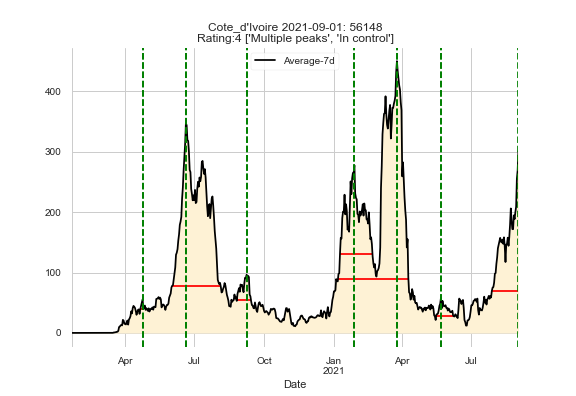 Cote_d'Ivoire 2021-09-01: 56148
Rating:4 ['Multiple peaks', 'In control']
Average-7d
400
300
200
100
0
Apr Jul Oct Jan Apr Jul
2021
Date